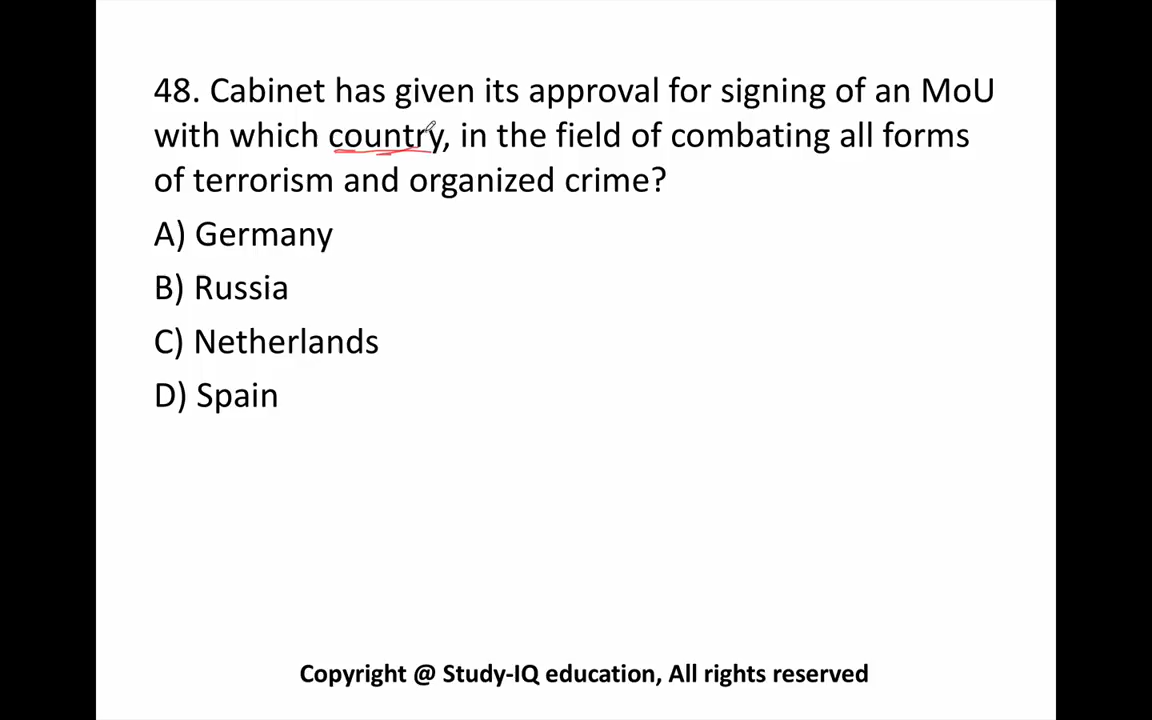 48. Cabinet has given its approval for signing of an MoU
with which country, in the field of combating all forms
of terrorism and organized crime?
A) Germany
B) Russia
C) Netherlands
D) Spain
Copyright @ Study-IQ education, All rights reserved